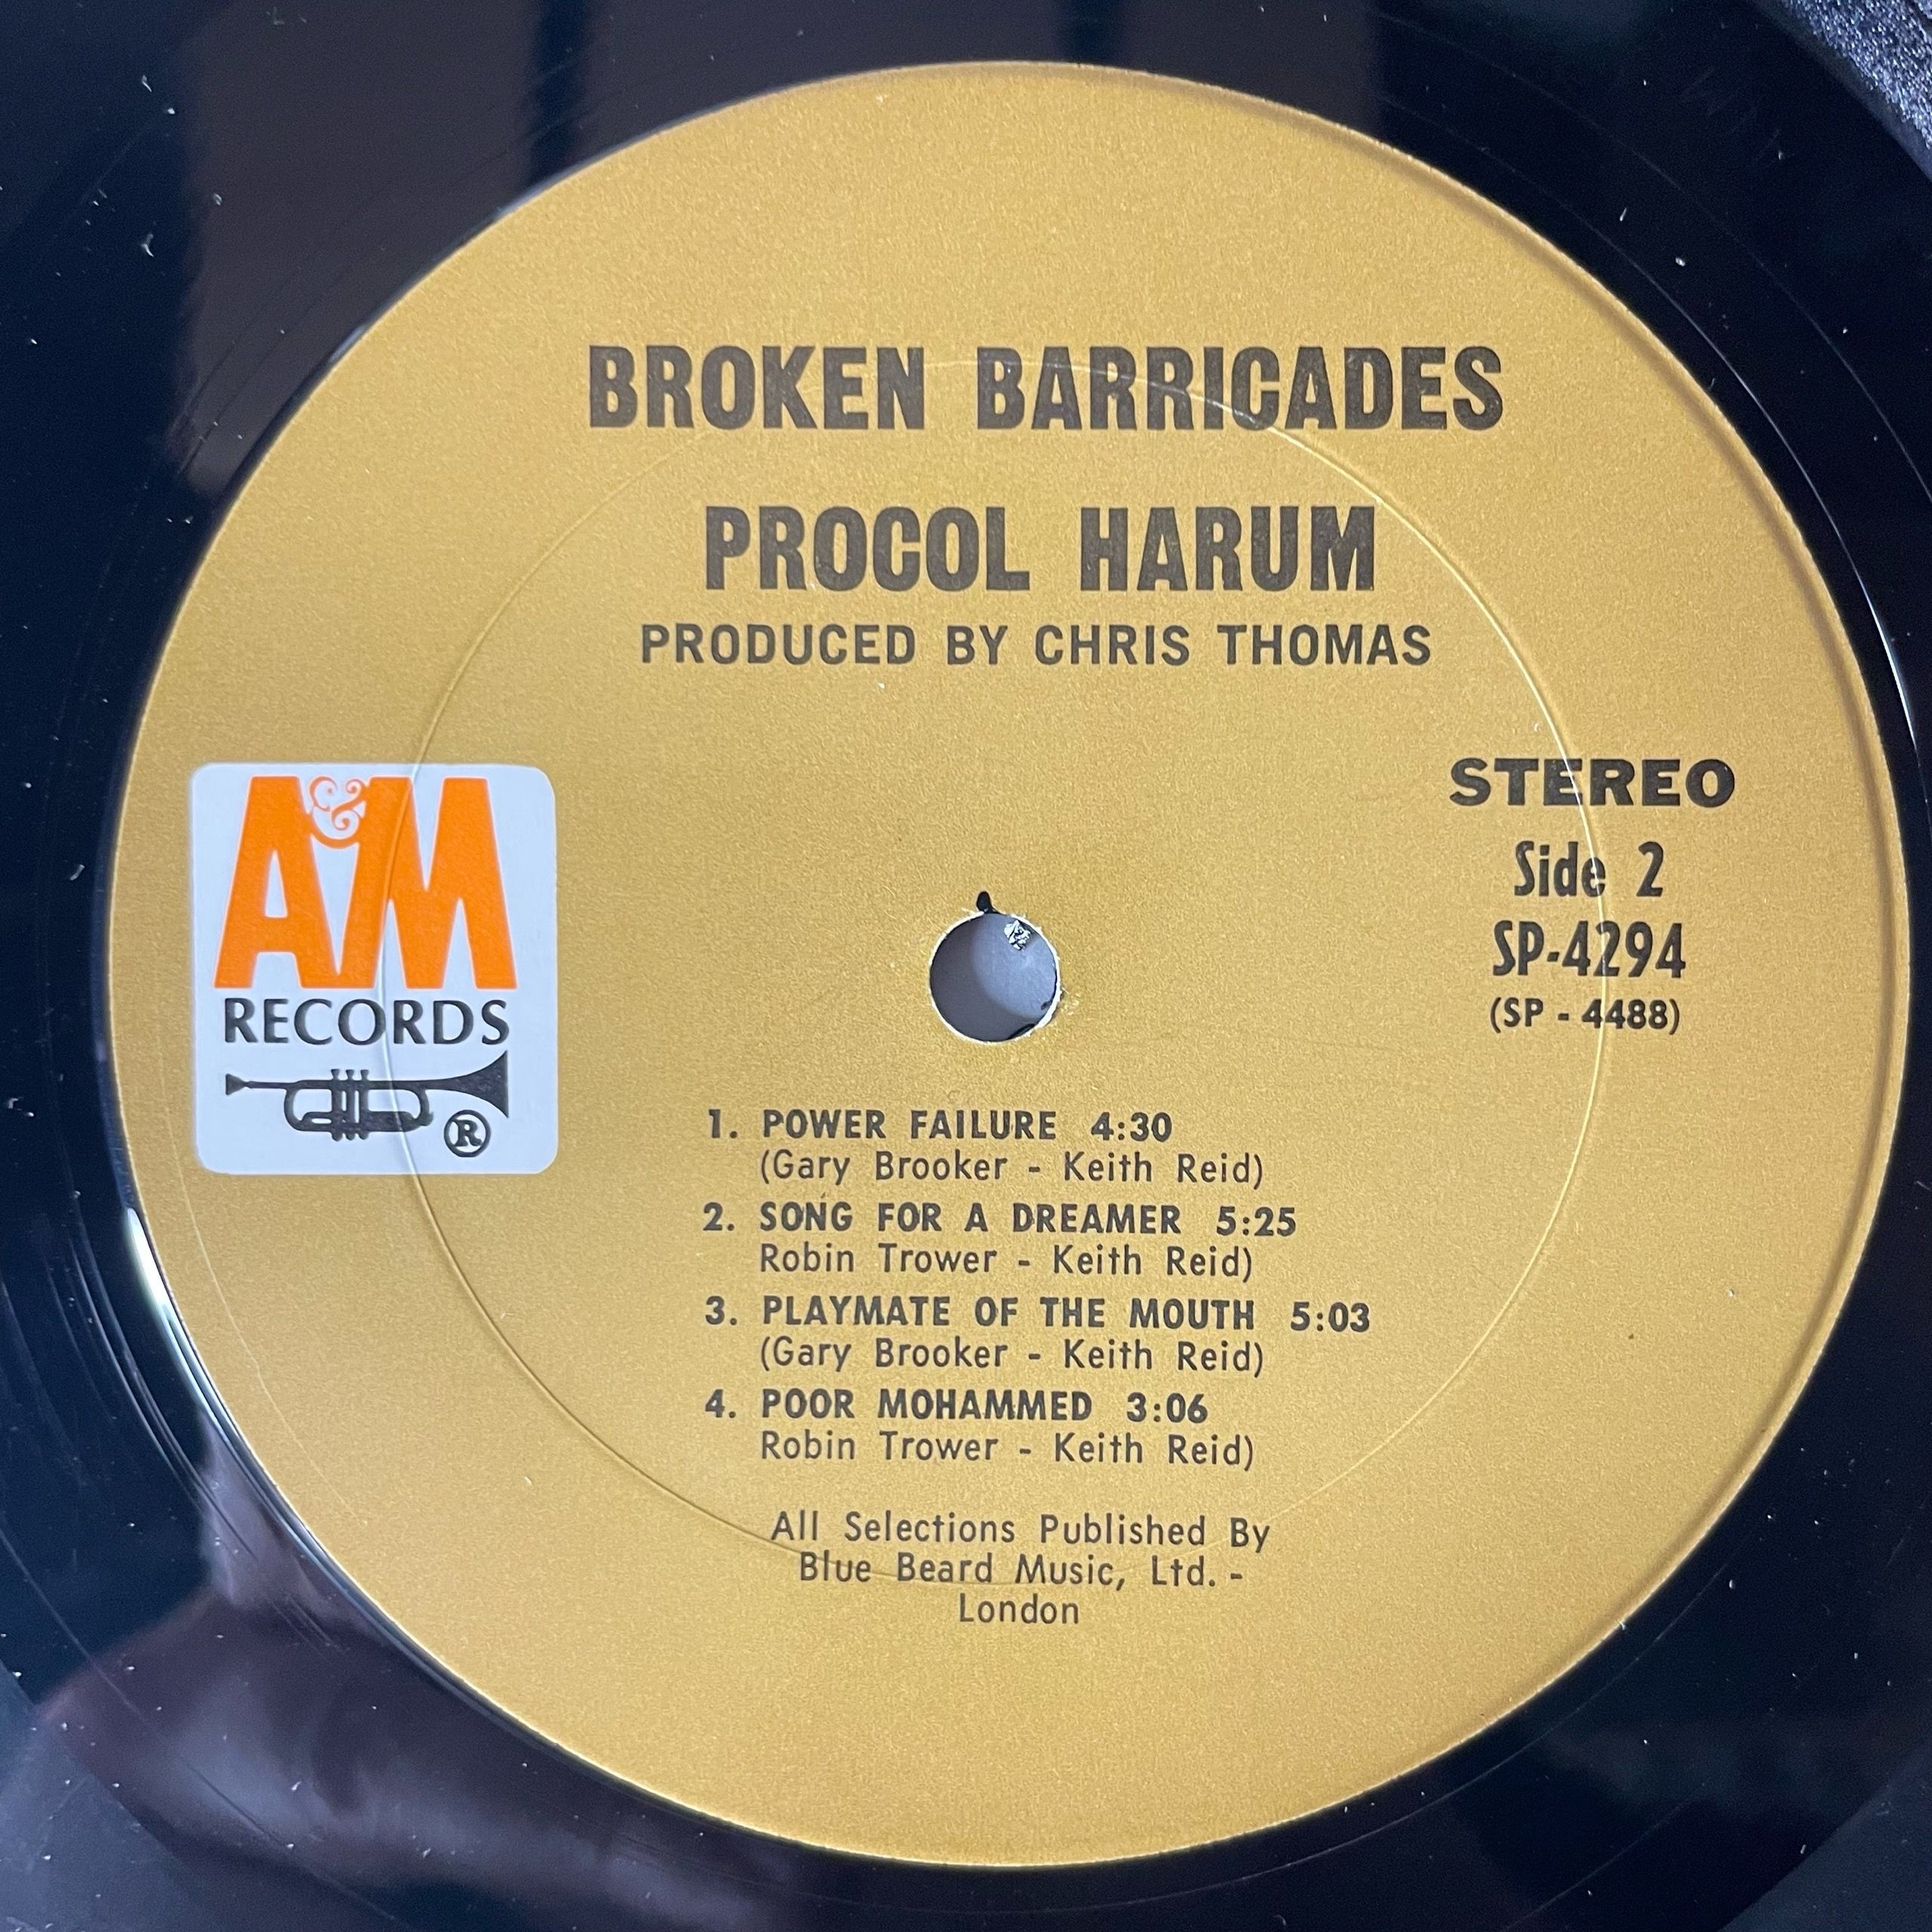 BROKEN BARRICADES
PROCOL HARUM
PRODUCED BY CHRIS THOMAS
A&M
RECORDS
®
STEREO
Side 2
SP-4294
(SP - 4488)
1. POWER FAILURE 4:30
(Gary Brooker - Keith Reid)
2. SONG FOR A DREAMER 5:25
Robin Trower - Keith Reid)
3. PLAYMATE OF THE MOUTH 5:03
(Gary Brooker - Keith Reid)
4. POOR MOHAMMED 3:06
Robin Trower - Keith Reid)
All Selections Published By
Blue Beard Music, Ltd. -
London